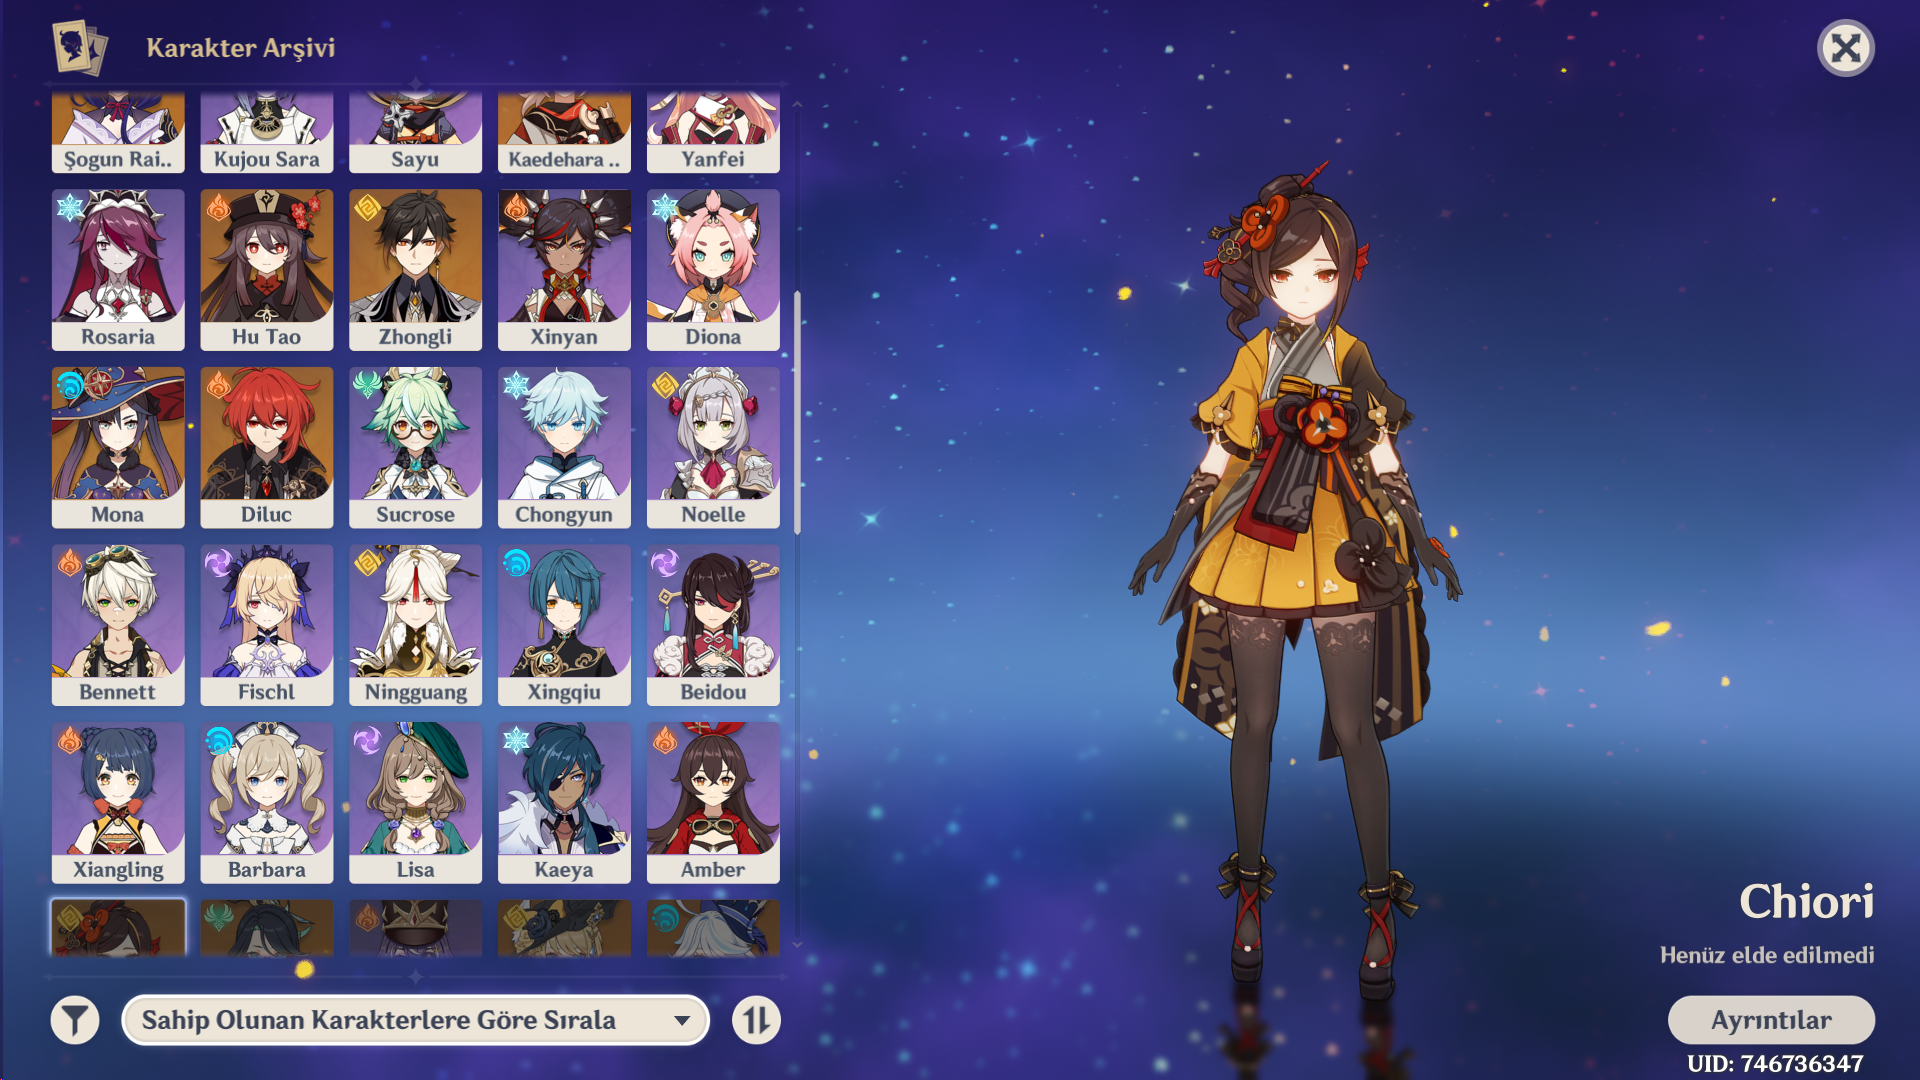 Karakter Arşivi
Şogun Rai..
Kujou Sara
Sayu
Kaedehara ..
Yanfei
Rosaria
Hu Tao
Zhongli
Xinyan
Diona
Mona
Diluc
Sucrose
Chongyun
Noelle
Bennett
Fischl
Ningguang
Xingqiu
Beidou
Xiangling
Barbara
Lisa
Kaeya
Amber
Sahip Olunan Karakterlere Göre Sırala
Chiori
Henüz elde edilmedi
Ayrıntılar
UID: 746736347